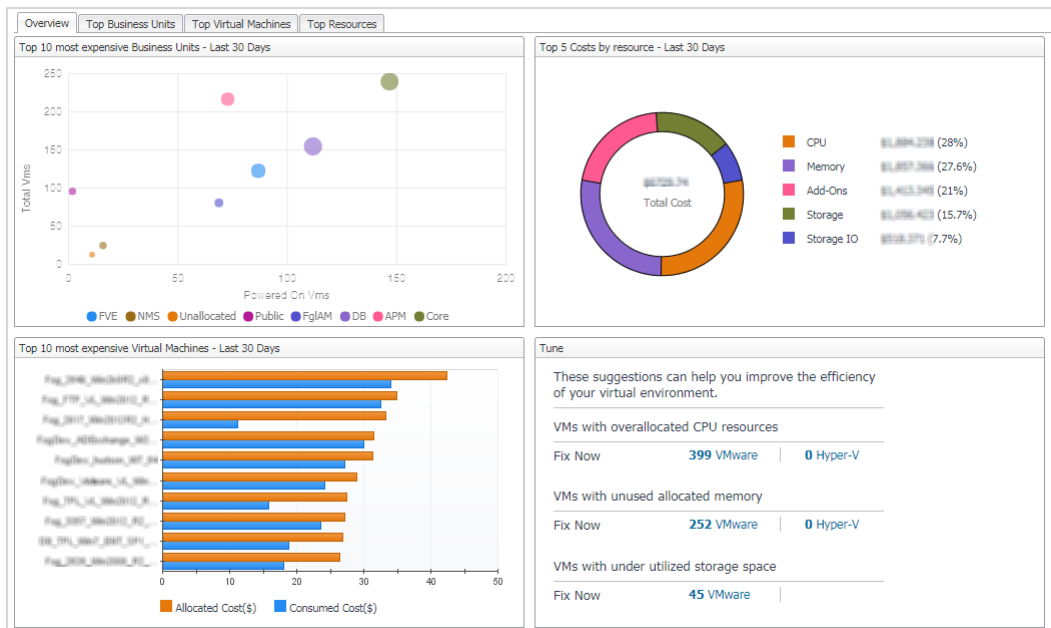 Overview
Top Business Units
Top Virtual Machines
Top Resources
Top 10 most expensive Business Units - Last 30 Days
250
200
150
100
50
0
Total Vms
0 50 100 150 200
Powered On Vms
FVE NMS Unallocated Public FglAM DB APM Core
Top 5 Costs by resource - Last 30 Days
Total Cost
CPU (28%)
Memory (27.6%)
Add-Ons (21%)
Storage (15.7%)
Storage IO (7.7%)
Top 10 most expensive Virtual Machines - Last 30 Days
0 10 20 30 40 50
Allocated Cost($) Consumed Cost($)
Tune
These suggestions can help you improve the efficiency
of your virtual environment.
VMs with overallocated CPU resources
Fix Now 399 VMware 0 Hyper-V
VMs with unused allocated memory
Fix Now 252 VMware 0 Hyper-V
VMs with under utilized storage space
Fix Now 45 VMware